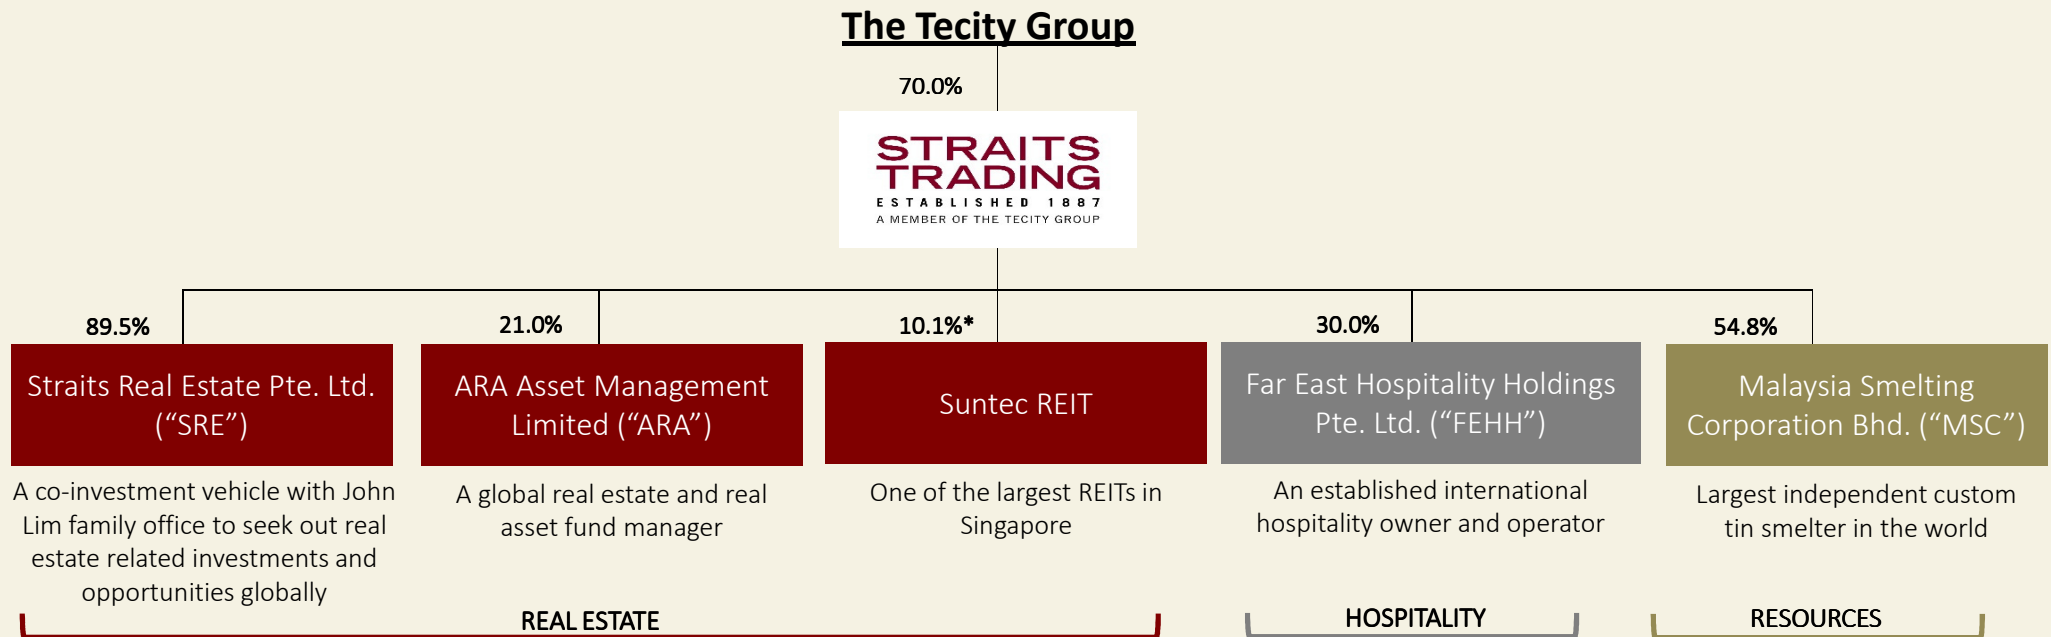 The Tecity Group
70.0%
STRAITS
TRADING
ESTABLISHED 1887
A MEMBER OF THE TECITY GROUP
89.5%
21.0%
10.1%*
30.0%
54.8%
Straits Real Estate Pte. Ltd.
(“SRE”)
ARA Asset Management
Limited (“ARA”)
Suntec REIT
Far East Hospitality Holdings
Pte. Ltd. (“FEHH”)
Malaysia Smelting
Corporation Bhd. (“MSC”)
A co-investment vehicle with John
Lim family office to seek out real
estate related investments and
opportunities globally
A global real estate and real
asset fund manager
One of the largest REITs in
Singapore
An established international
hospitality owner and operator
Largest independent custom
tin smelter in the world
REAL ESTATE
HOSPITALITY
RESOURCES